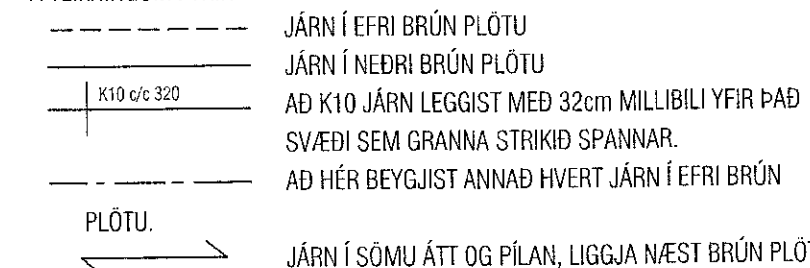 JÁRN Í EFRI BRÚN PLÖTU
JÁRN Í NEÐRI BRÚN PLÖTU
K10 c/c 320
AÐ K10 JÁRN LEGGIST MEÐ 32cm MILLIBILI YFIR ÞAÐ
SVÆÐI SEM GRANNA STRIKIÐ SPANNAR.
AÐ HÉR BEYGJIST ANNAÐ HVERT JÁRN Í EFRI BRÚN
PLÖTU.
JÁRN Í SÖMU ÁTT OG PÍLAN, LIGGJA NÆST BRÚN